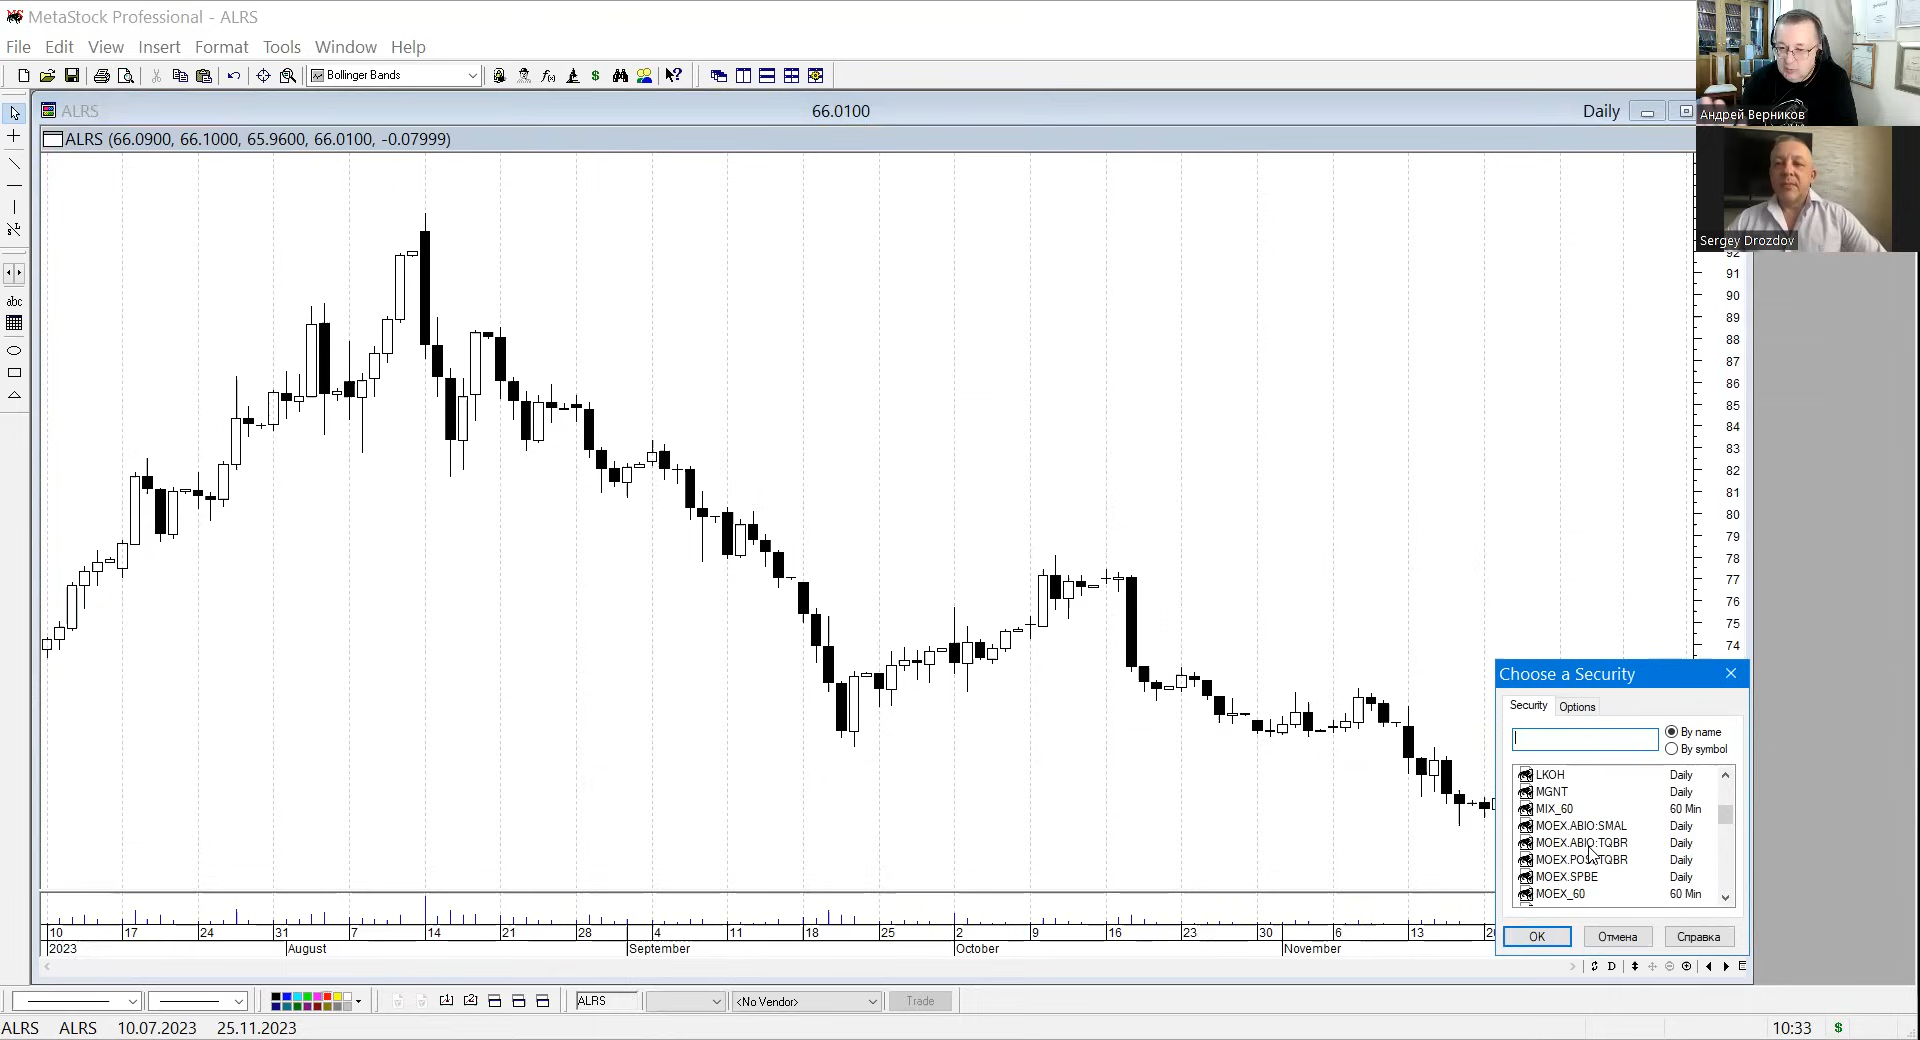 MetaStock Professional - ALRS
File Edit View Insert Format Tools Window Help
Bollinger Bands
ALRS 66.0100 Daily
ALRS (66.0900, 66.1000, 65.9600, 66.0100, -0.07999)
abc
Андрей Верников
Sergey Drozdov
92
91
90
89
88
87
86
85
84
83
82
81
80
79
78
77
76
75
74
Choose a Security
Security Options
By name
By symbol
LKOH Daily
MGNT Daily
MIX_60 60 Min
MOEX.ABIO:SMAL Daily
MOEX.ABIO:TQBR Daily
MOEX.POSI:TQBR Daily
MOEX.SPBE Daily
MOEX_60 60 Min
OK Отмена Справка
10 17 24 31 7 14 21 28 4 11 18 25 2 9 16 23 30 6 13
2023 August September October November
D
ALRS <No Vendor> Trade
ALRS ALRS 10.07.2023 25.11.2023 10:33 $